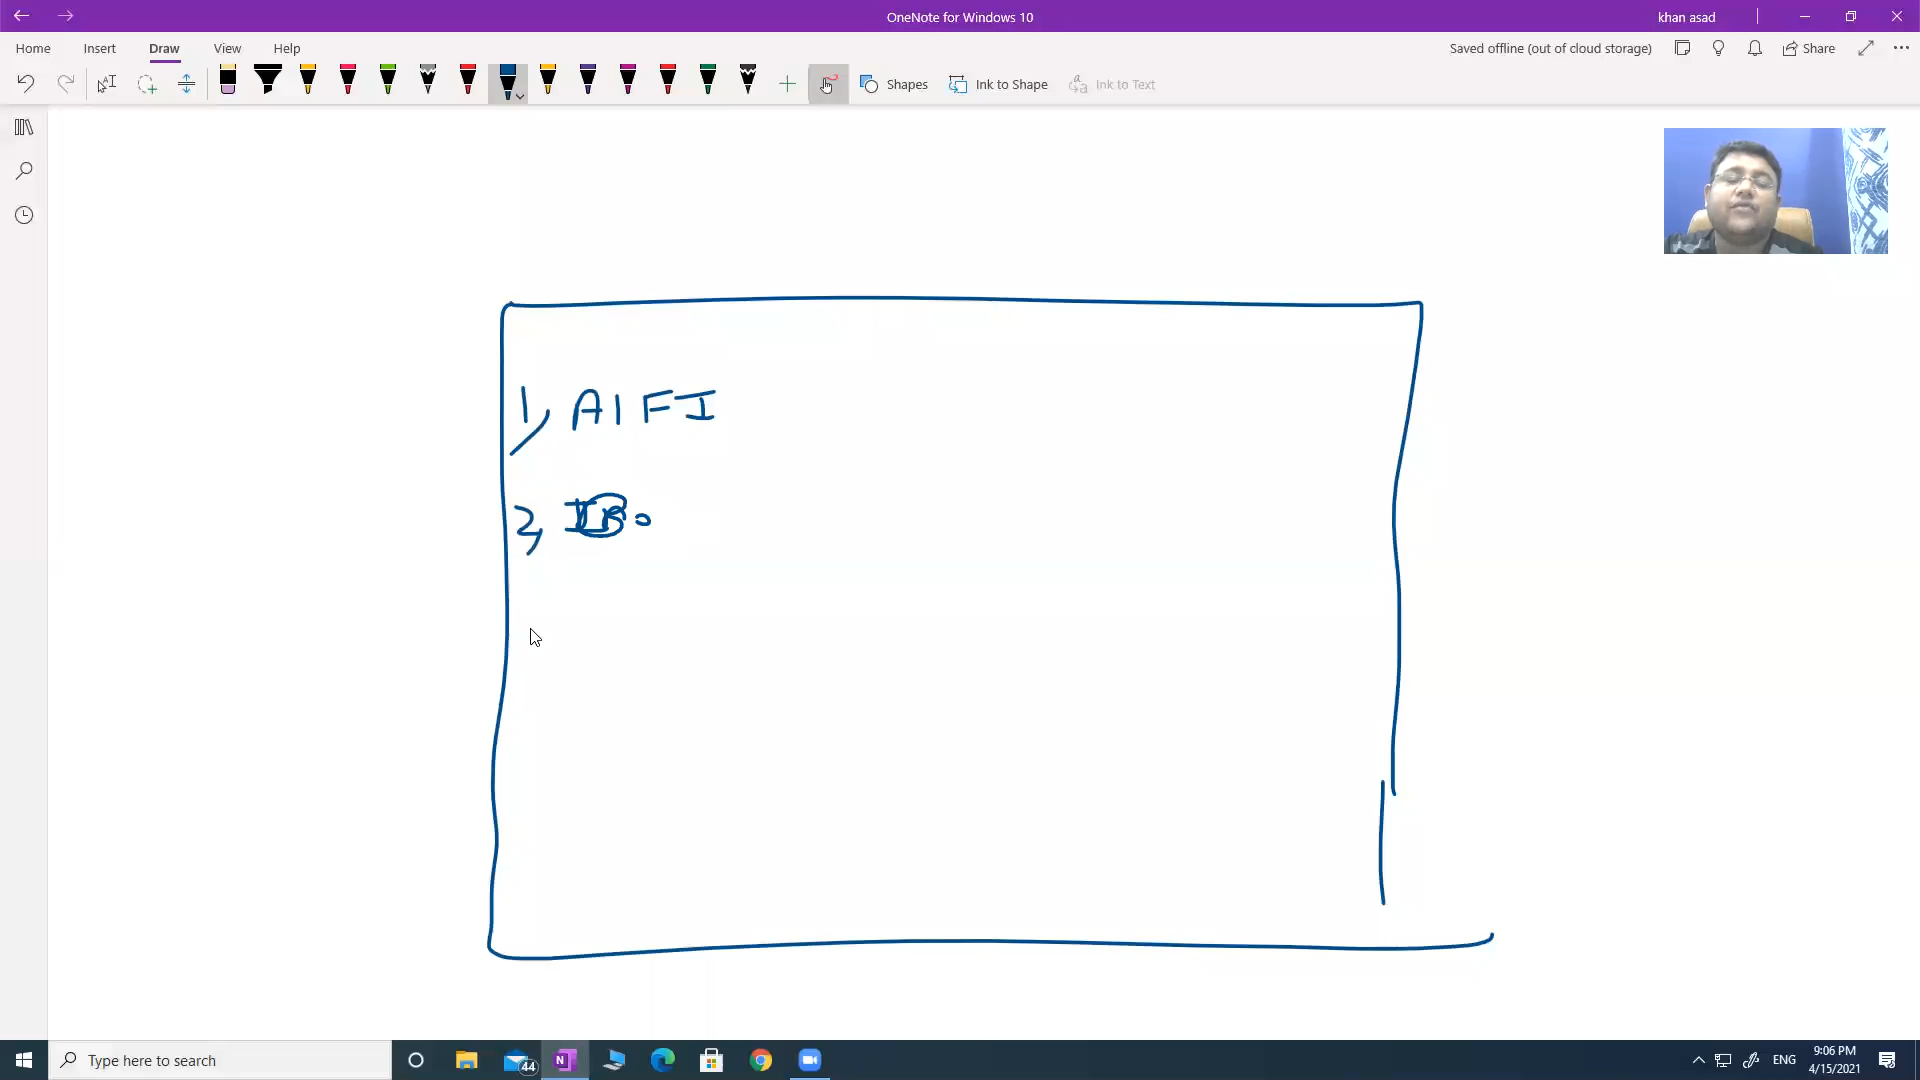 OneNote for Windows 10
khan asad
Home Insert Draw View Help
Saved offline (out of cloud storage)
Share
Shapes
Ink to Shape
Ink to Text
1, AIFI
2,
Type here to search
44
N
ENG
9:06 PM
4/15/2021